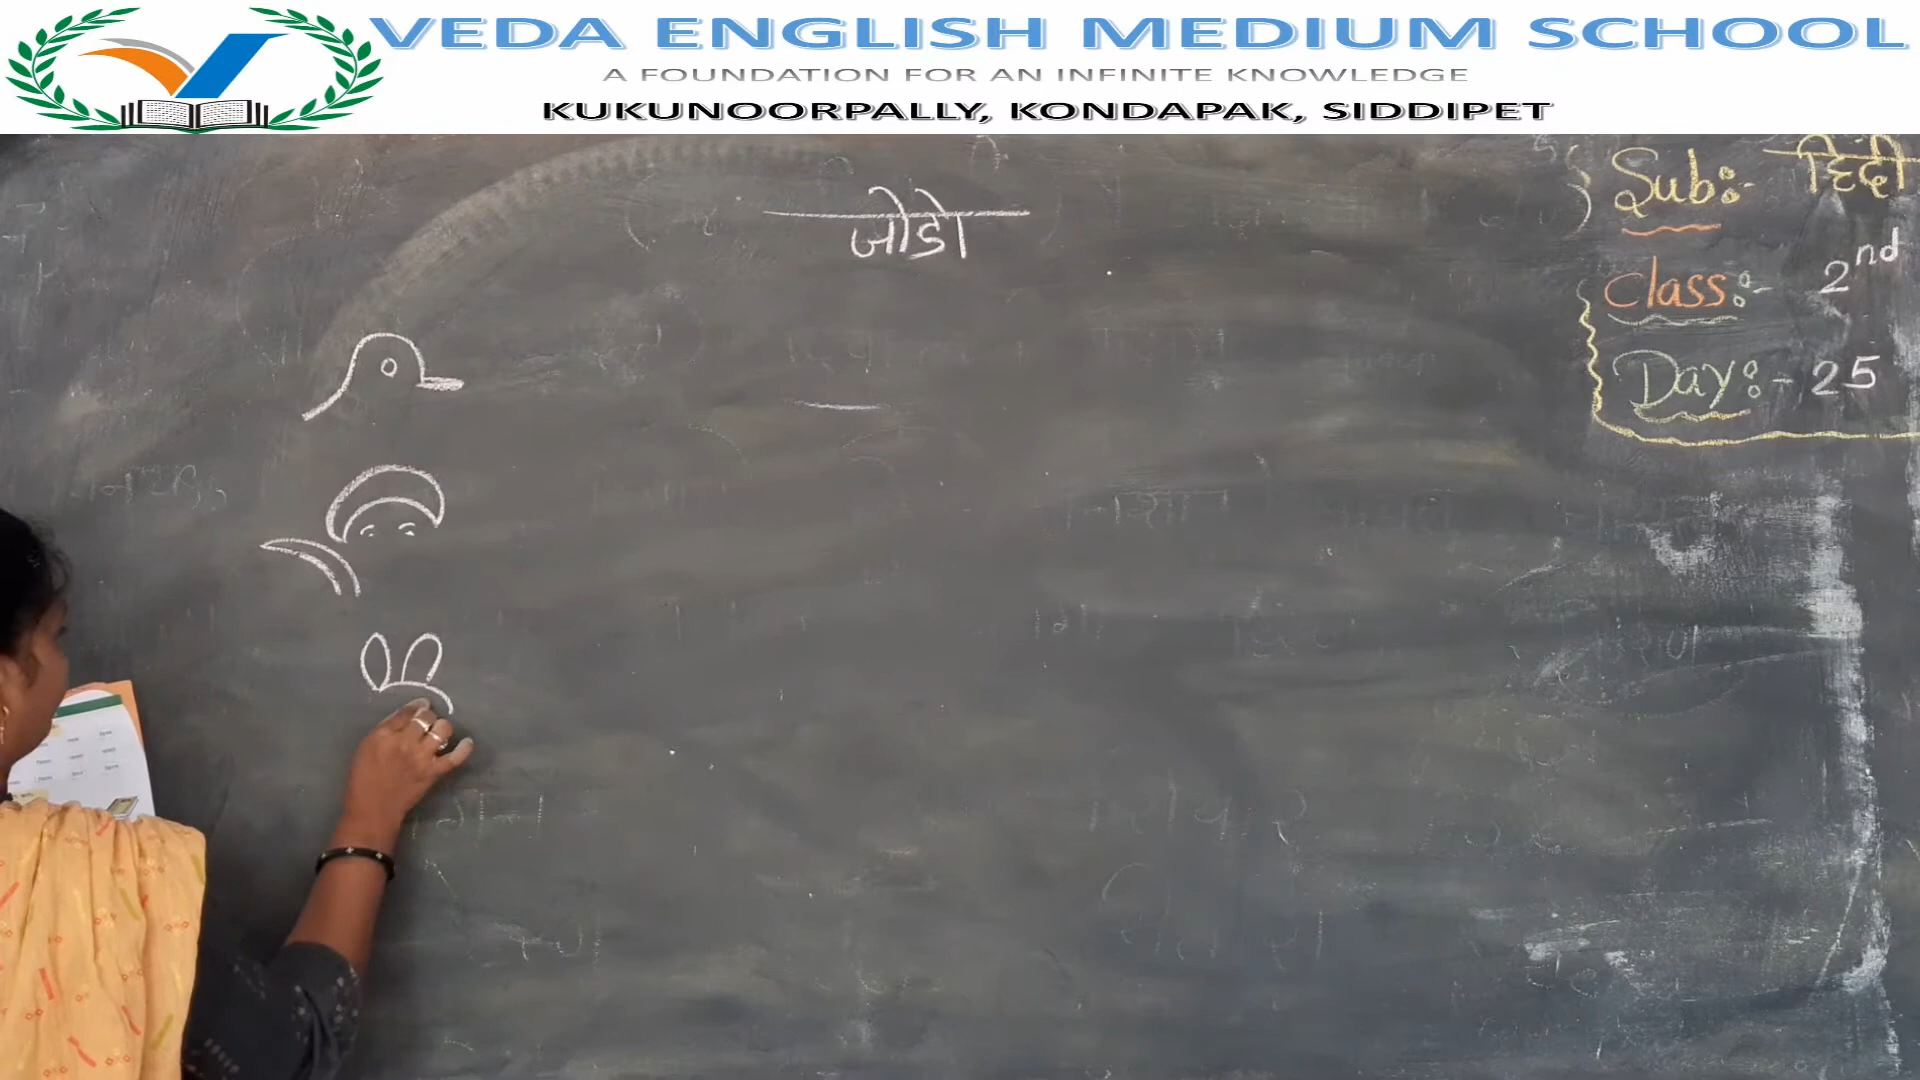 VEDA ENGLISH MEDIUM SCHOOL
A FOUNDATION FOR AN INFINITE KNOWLEDGE
KUKUNOORPALLY, KONDAPAK, SIDDIPET
जोडो
Sub:- हिंदी
Class:- 2nd
Day:- 25